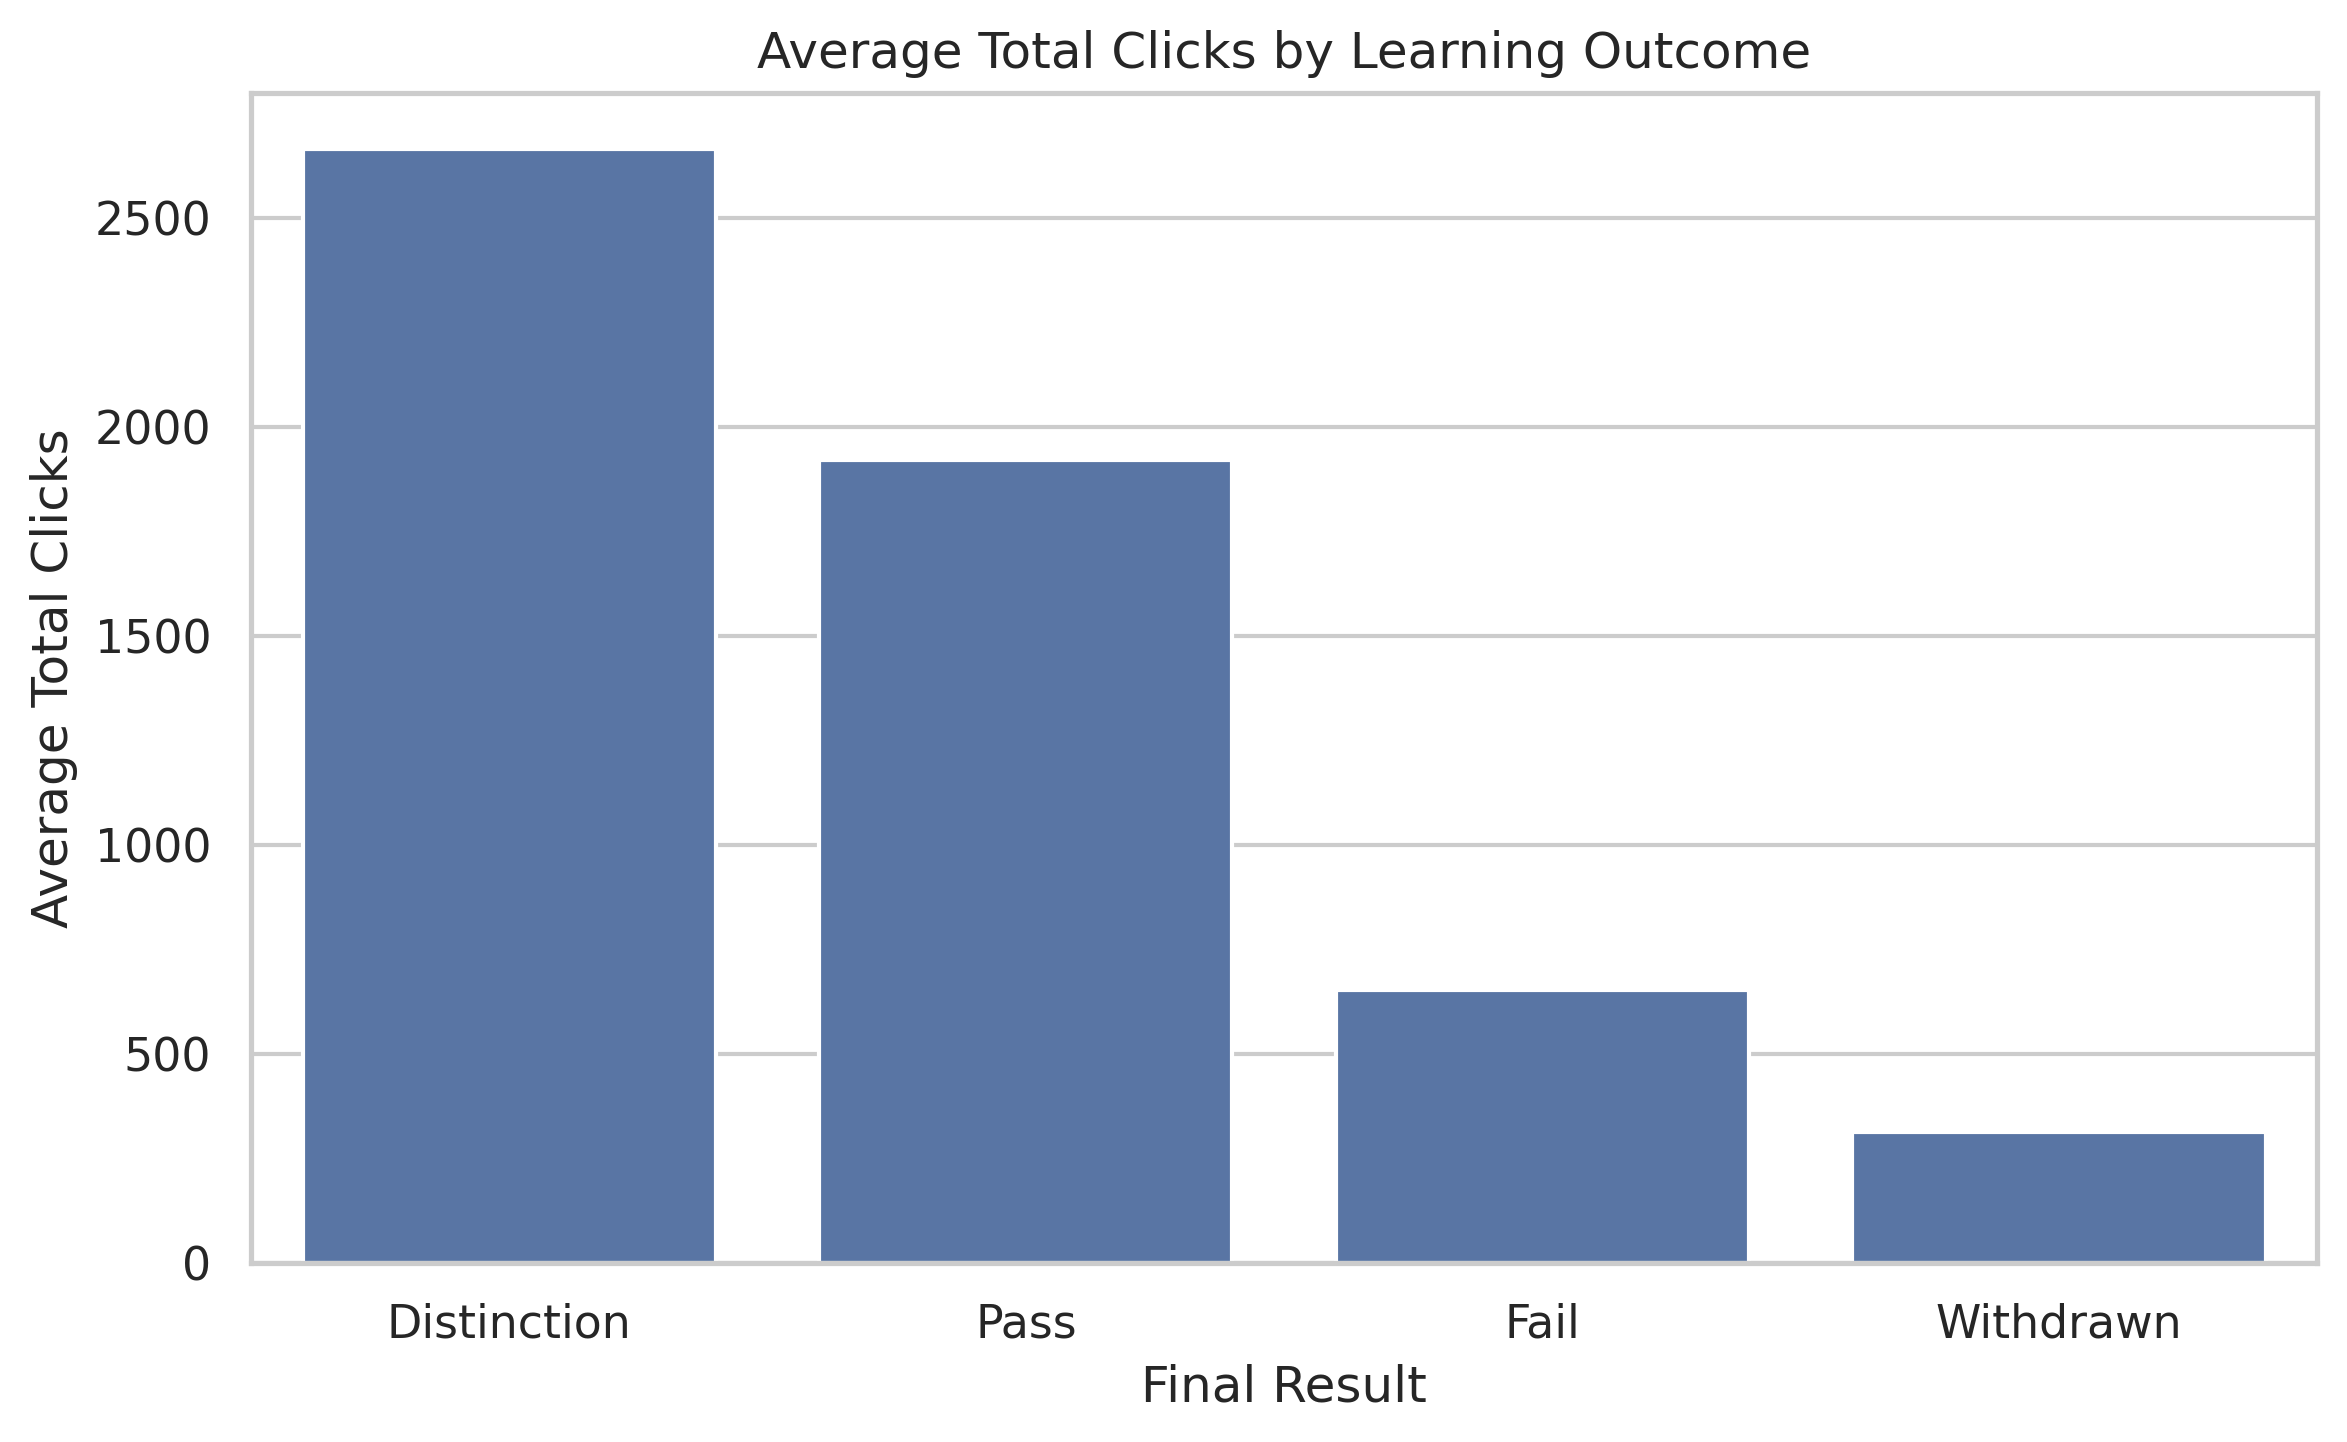 Average Total Clicks by Learning Outcome
Average Total Clicks
2500
2000
1500
1000
500
0
Distinction Pass Fail Withdrawn
Final Result